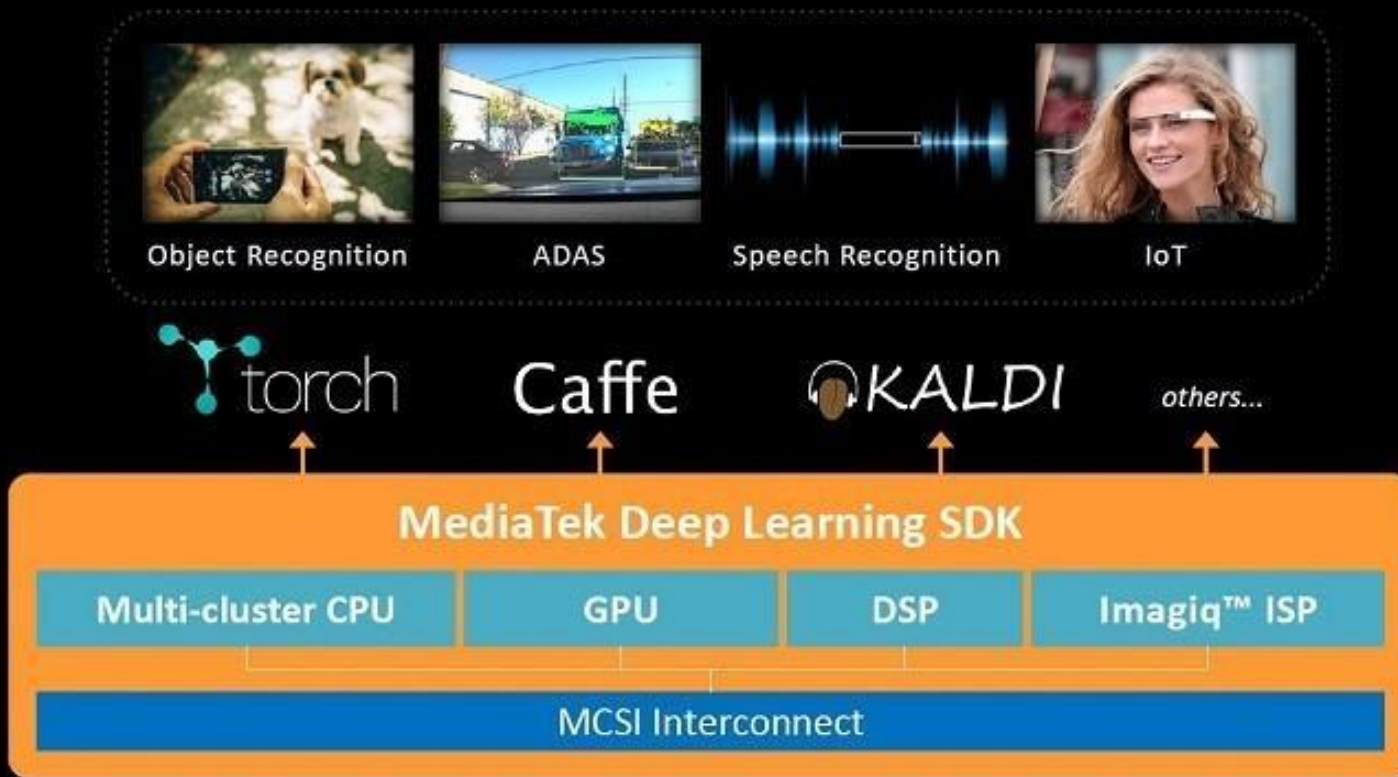 Object Recognition
ADAS
Speech Recognition
IoT
torch
Caffe
KALDI
others...
MediaTek Deep Learning SDK
Multi-cluster CPU
GPU
DSP
Imagiq™ ISP
MCSI Interconnect